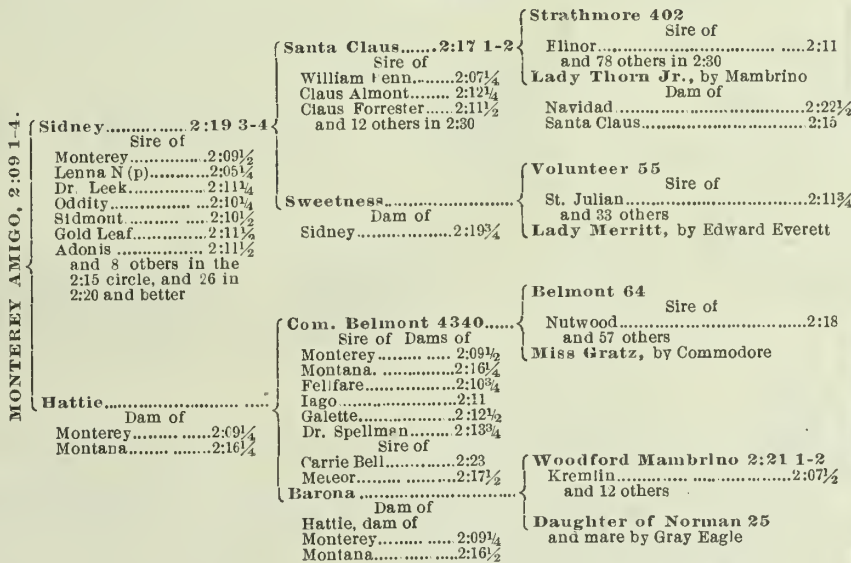 MONTEREY AMIGO, 2:09 1-4.
Sidney............2:19 3-4
Sire of
Monterey............2:09½
Lenna N (p)............2:05¼
Dr. Leek............2:11¼
Oddity............2:10¼
Sidmont............2:10½
Gold Leaf............2:11½
Adonis............2:11½
and 8 others in the
2:15 circle, and 26 in
2:20 and better
Hattie............
Dam of
Monterey............2:09¼
Montana............2:16¼
Santa Claus......2:17 1-2
Sire of
William Fenn........2:07¼
Claus Almont........2:12¼
Claus Forrester......2:11½
and 12 others in 2:30
Sweetness............
Dam of
Sidney............2:19¾
Com. Belmont 4340......
Sire of Dams of
Monterey............2:09½
Montana.............2:16¼
Fellfare............2:10¾
Iago............2:11
Galette............2:12½
Dr. Spellman........2:13¾
Sire of
Carrie Bell........2:23
Meteor............2:17½
Barona............
Dam of
Hattie, dam of
Monterey............2:09¼
Montana............2:16½
Strathmore 402
Sire of
Elinor............2:11
and 78 others in 2:30
Lady Thorn Jr., by Mambrino
Dam of
Navidad............2:22½
Santa Claus............2:15
Volunteer 55
Sire of
St. Julian............2:11¾
and 33 others
Lady Merritt, by Edward Everett
Belmont 64
Sire of
Nutwood............2:18
and 57 others
Miss Gratz, by Commodore
Woodford Mambrino 2:21 1-2
Kremlin............2:07½
and 12 others
Daughter of Norman 25
and mare by Gray Eagle